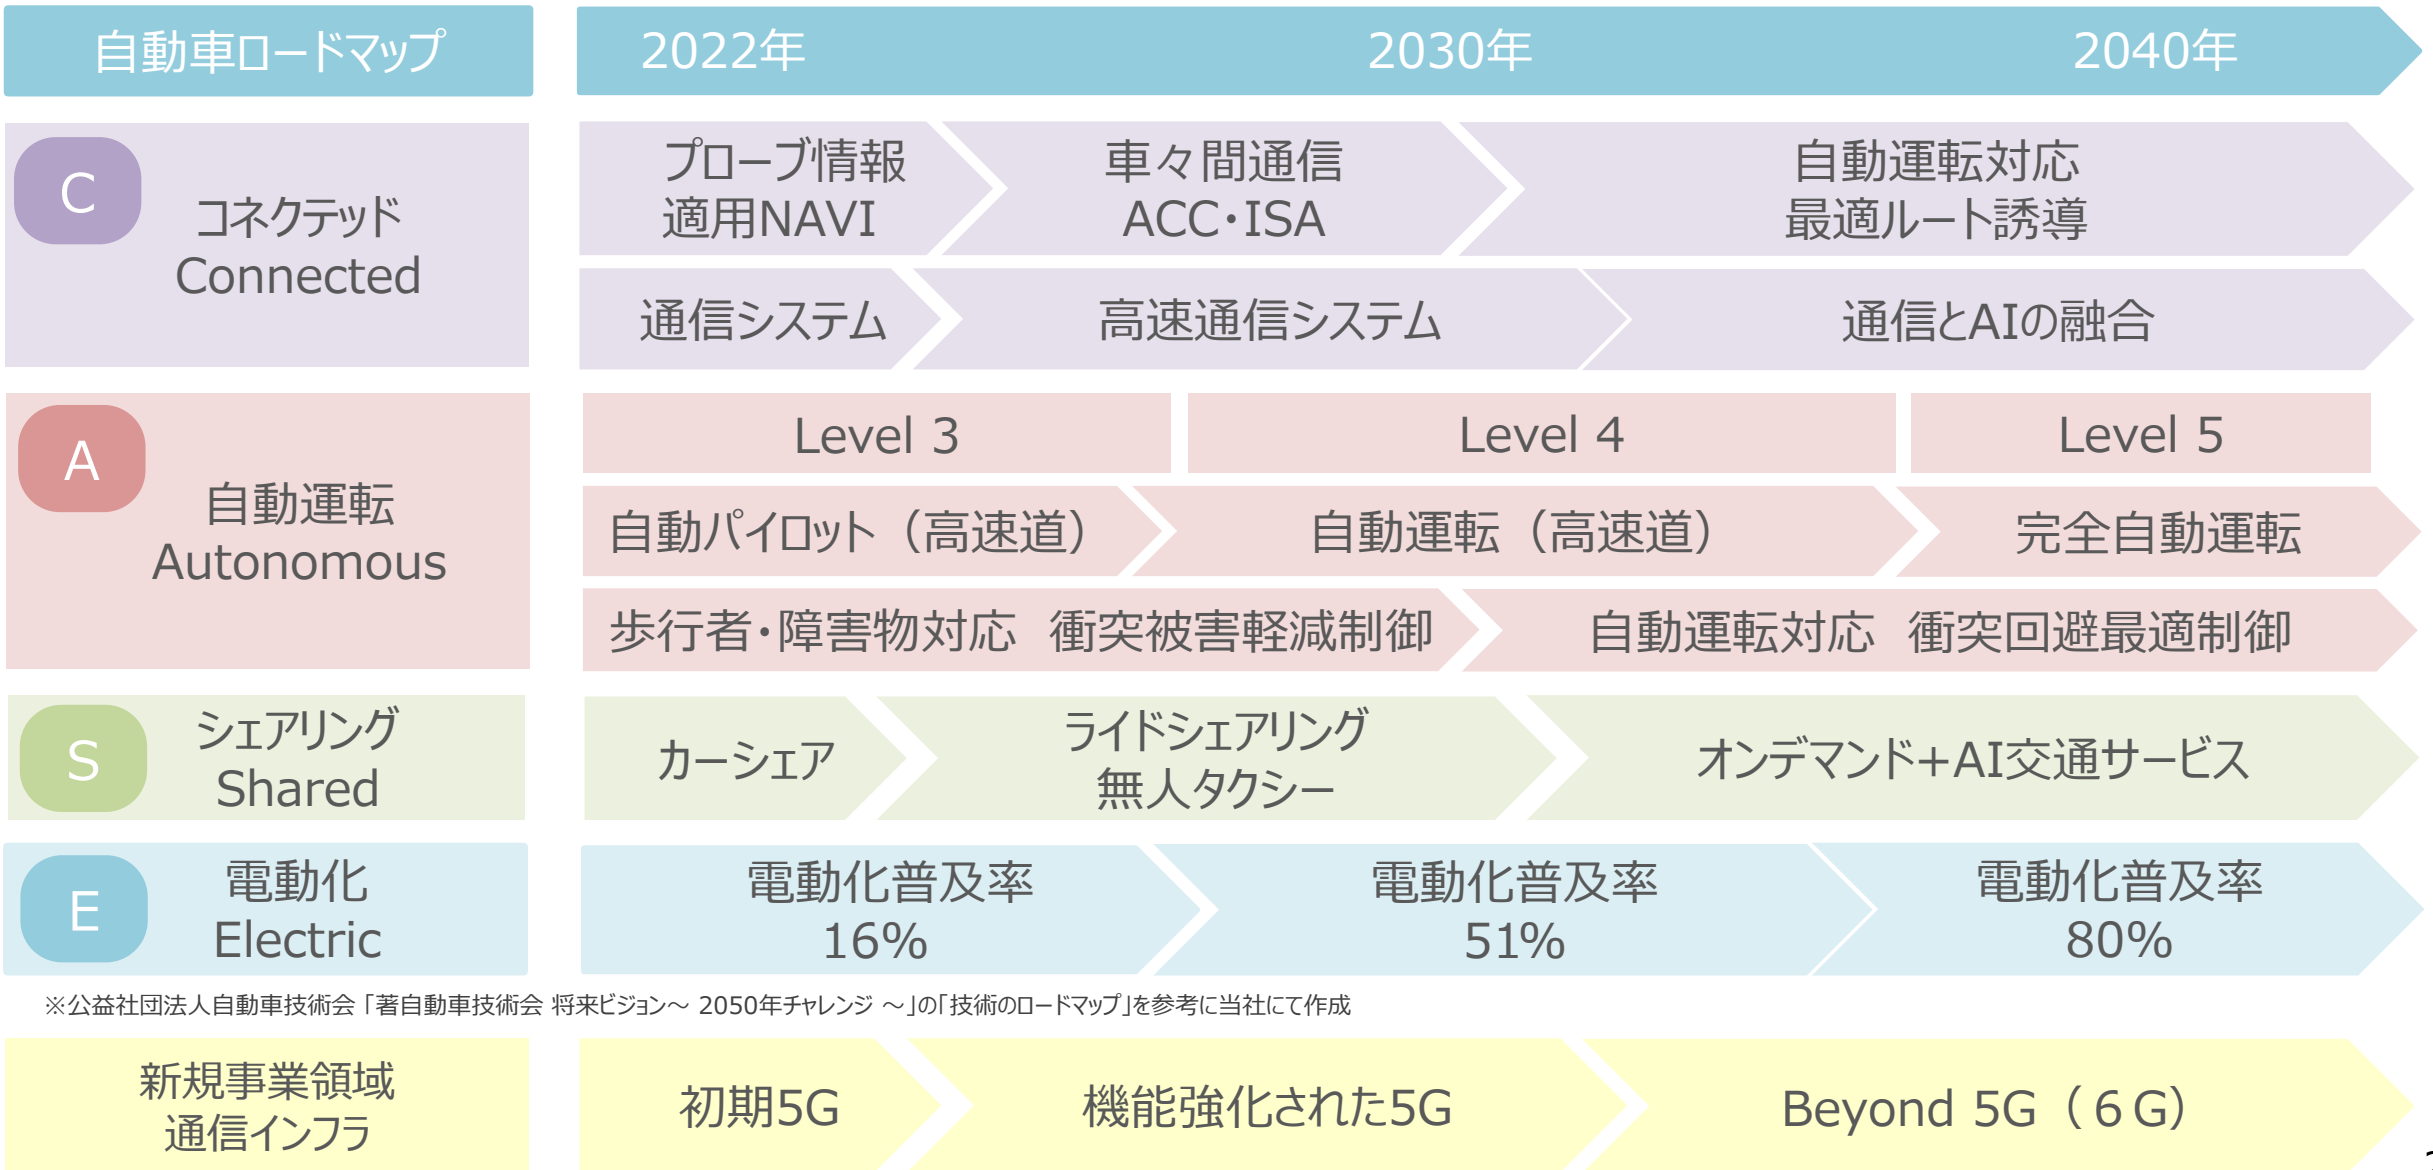 自動車ロードマップ
2022年
2030年
2040年
C
コネクテッド
Connected
プローブ情報
適用NAVI
車々間通信
ACC・ISA
自動運転対応
最適ルート誘導
通信システム
高速通信システム
通信とAIの融合
A
自動運転
Autonomous
Level 3
Level 4
Level 5
自動パイロット（高速道）
自動運転（高速道）
完全自動運転
歩行者・障害物対応　衝突被害軽減制御
自動運転対応　衝突回避最適制御
S
シェアリング
Shared
カーシェア
ライドシェアリング
無人タクシー
オンデマンド+AI交通サービス
E
電動化
Electric
電動化普及率
16%
電動化普及率
51%
電動化普及率
80%
※公益社団法人自動車技術会「著自動車技術会 将来ビジョン～ 2050年チャレンジ ～」の「技術のロードマップ」を参考に当社にて作成
新規事業領域
通信インフラ
初期5G
機能強化された5G
Beyond 5G（６G）